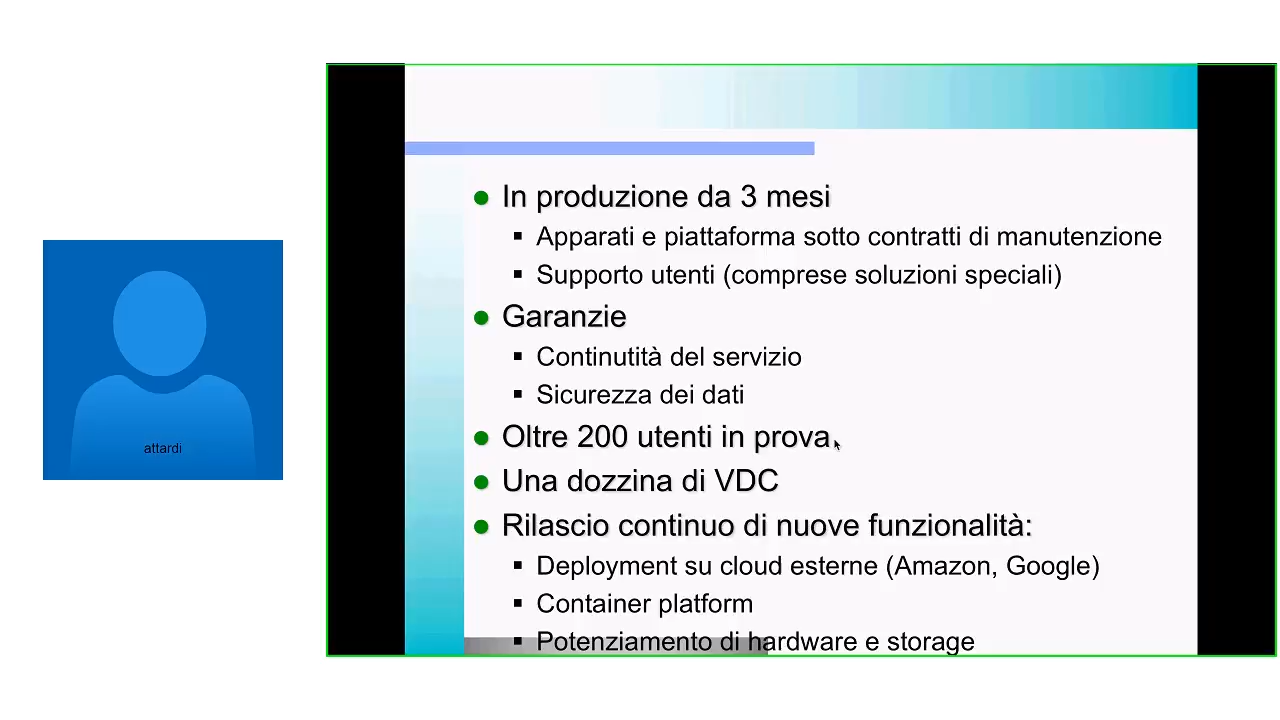 attardi
In produzione da 3 mesi
Apparati e piattaforma sotto contratti di manutenzione
Supporto utenti (comprese soluzioni speciali)
Garanzie
Continutità del servizio
Sicurezza dei dati
Oltre 200 utenti in prova
Una dozzina di VDC
Rilascio continuo di nuove funzionalità:
Deployment su cloud esterne (Amazon, Google)
Container platform
Potenziamento di hardware e storage